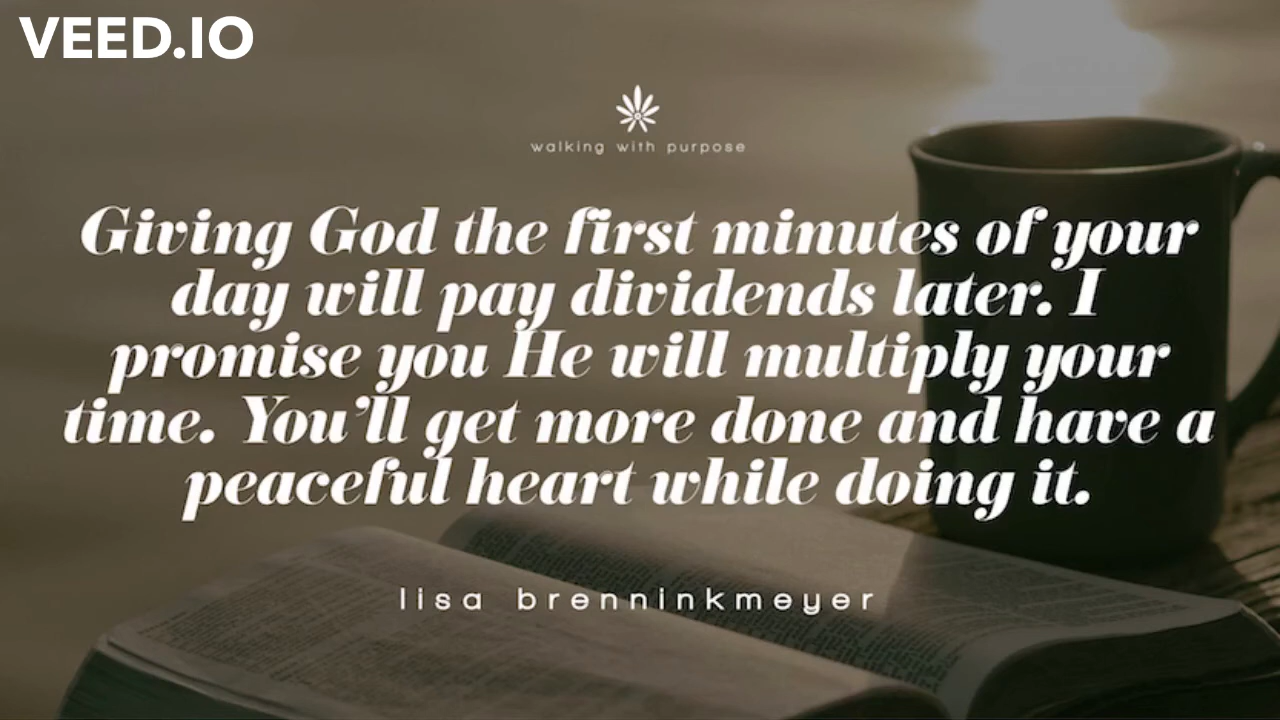 VEED.IO
walking with purpose
Giving God the first minutes of your
day will pay dividends later. I
promise you He will multiply your
time. You’ll get more done and have a
peaceful heart while doing it.
lisa brenninkmeyer